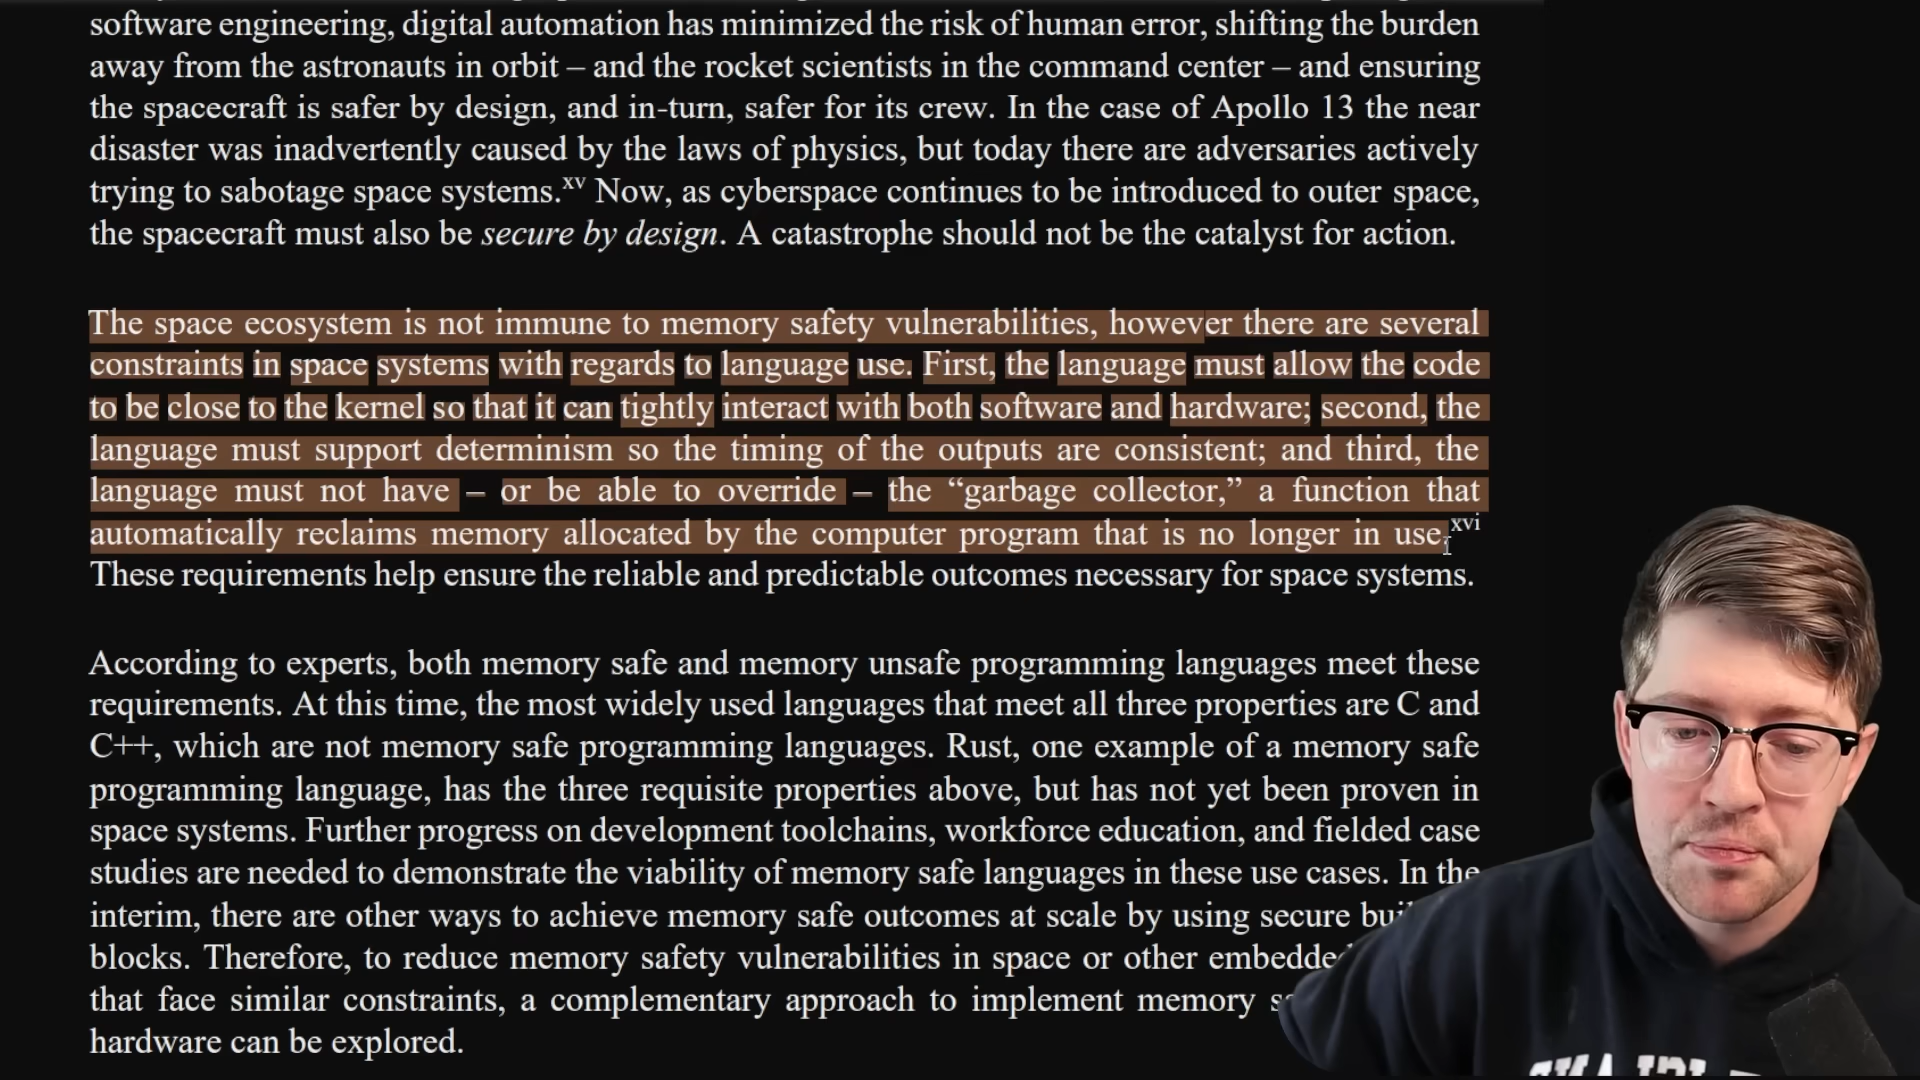 software engineering, digital automation has minimized the risk of human error, shifting the burden
away from the astronauts in orbit – and the rocket scientists in the command center – and ensuring
the spacecraft is safer by design, and in-turn, safer for its crew. In the case of Apollo 13 the near
disaster was inadvertently caused by the laws of physics, but today there are adversaries actively
trying to sabotage space systems.xv Now, as cyberspace continues to be introduced to outer space,
the spacecraft must also be secure by design. A catastrophe should not be the catalyst for action.
The space ecosystem is not immune to memory safety vulnerabilities, however there are several
constraints in space systems with regards to language use. First, the language must allow the code
to be close to the kernel so that it can tightly interact with both software and hardware; second, the
language must support determinism so the timing of the outputs are consistent; and third, the
language must not have – or be able to override – the “garbage collector,” a function that
automatically reclaims memory allocated by the computer program that is no longer in use.xvi
These requirements help ensure the reliable and predictable outcomes necessary for space systems.
According to experts, both memory safe and memory unsafe programming languages meet these
requirements. At this time, the most widely used languages that meet all three properties are C and
C++, which are not memory safe programming languages. Rust, one example of a memory safe
programming language, has the three requisite properties above, but has not yet been proven in
space systems. Further progress on development toolchains, workforce education, and fielded case
studies are needed to demonstrate the viability of memory safe languages in these use cases. In the
interim, there are other ways to achieve memory safe outcomes at scale by using secure
blocks. Therefore, to reduce memory safety vulnerabilities in space or other
that face similar constraints, a complementary approach to implement memory
hardware can be explored.